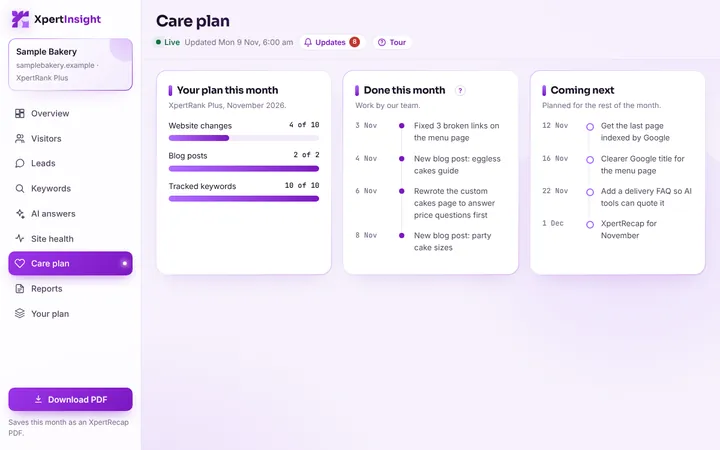 XpertInsight
Sample Bakery
samplebakery.example ·
XpertRank Plus
Overview
Visitors
Leads
Keywords
AI answers
Site health
Care plan
Reports
Your plan
Download PDF
Saves this month as an XpertRecap
PDF.
Care plan
Live Updated Mon 9 Nov, 6:00 am
Updates 8
Tour
Your plan this month
XpertRank Plus, November 2026.
Website changes 4 of 10
Blog posts 2 of 2
Tracked keywords 10 of 10
Done this month ?
Work by our team.
3 Nov Fixed 3 broken links on
the menu page
4 Nov New blog post: eggless
cakes guide
6 Nov Rewrote the custom
cakes page to answer
price questions first
8 Nov New blog post: party
cake sizes
Coming next
Planned for the rest of the month.
12 Nov Get the last page
indexed by Google
16 Nov Clearer Google title for
the menu page
22 Nov Add a delivery FAQ so AI
tools can quote it
1 Dec XpertRecap for
November